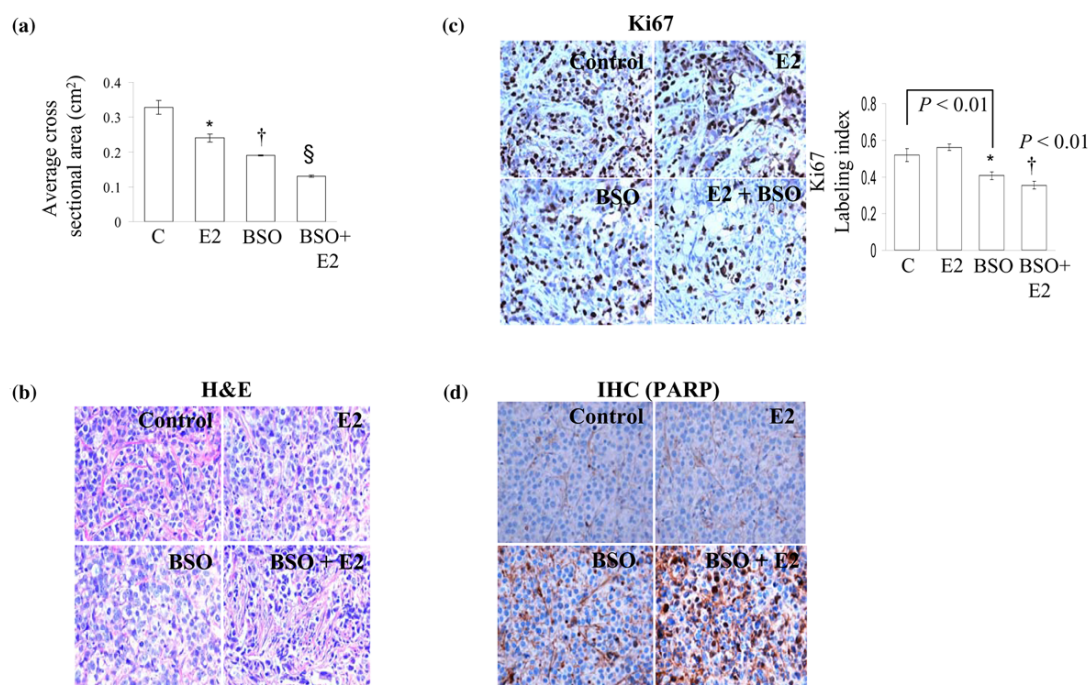 (a)
Average cross
sectional area (cm²)
0.4
0.3
0.2
0.1
0
*
†
§
C
E2
BSO
BSO+
E2
(b)
H&E
Control
E2
BSO
BSO + E2
(c)
Ki67
Control
E2
BSO
E2 + BSO
Ki67
Labeling index
0.8
0.6
0.4
0.2
0
P < 0.01
*
P < 0.01
†
C
E2
BSO
BSO+
E2
(d)
IHC (PARP)
Control
E2
BSO
BSO + E2